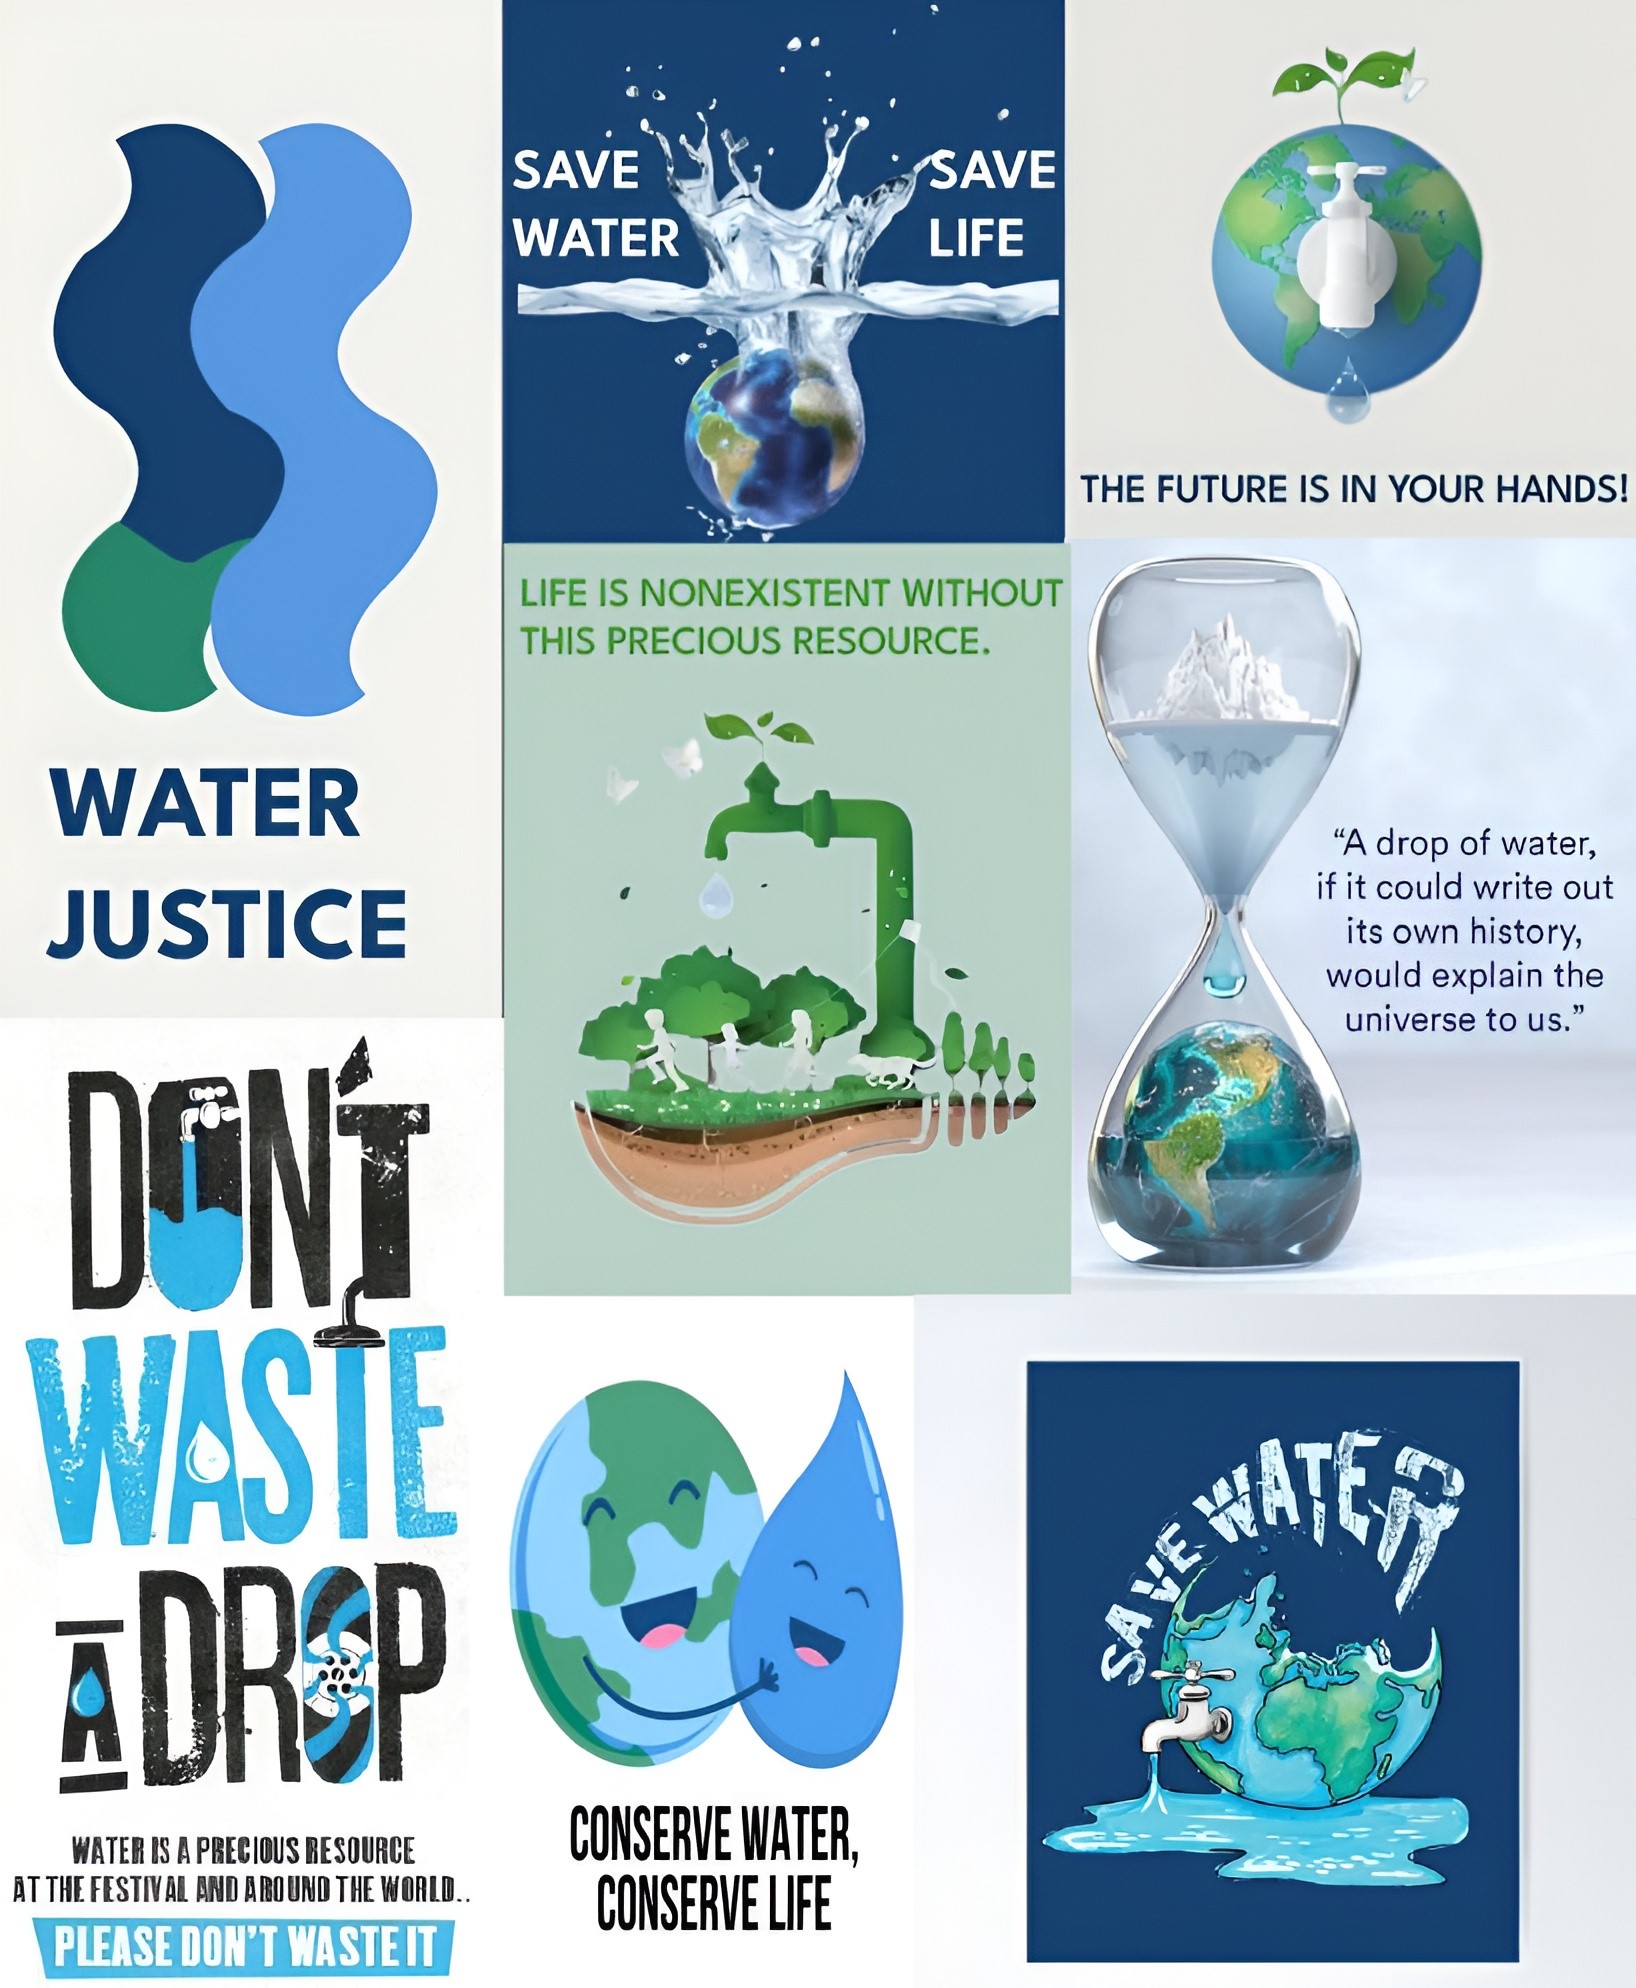 WATER
JUSTICE
SAVE
WATER
SAVE
LIFE
THE FUTURE IS IN YOUR HANDS!
LIFE IS NONEXISTENT WITHOUT
THIS PRECIOUS RESOURCE.
“A drop of water,
if it could write out
its own history,
would explain the
universe to us.”
DON'T
WASTE
A DROP
WATER IS A PRECIOUS RESOURCE
AT THE FESTIVAL AND AROUND THE WORLD..
PLEASE DON'T WASTE IT
CONSERVE WATER,
CONSERVE LIFE
SAVE WATER